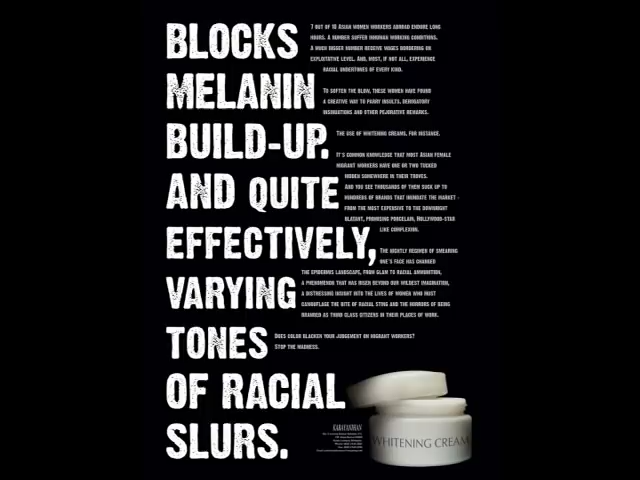 BLOCKS
MELANIN
BUILD-UP.
AND QUITE
EFFECTIVELY,
VARYING
TONES
OF RACIAL
SLURS.
7 OUT OF 10 ASIAN WOMEN WORKERS ABROAD ENDURE LONG
HOURS. A NUMBER SUFFER INHUMAN WORKING CONDITIONS.
A WHEN BIGGER NUMBER RECEIVE WAGES BORDERING ON
EXPLOITATIVE LEVEL. AND, MOST, IF NOT ALL, EXPERIENCE
RACIAL UNDERTONES OF EVERY KIND.
TO SOFTEN THE BLOW, THESE WOMEN HAVE FOUND
A CREATIVE WAY TO PARRY INSULTS, DEROGATORY
INSINUATIONS AND OTHER PEJORATIVE REMARKS.
THE USE OF WHITENING CREAMS, FOR INSTANCE.
IT'S COMMON KNOWLEDGE THAT MOST ASIAN FEMALE
MIGRANT WORKERS HAVE ONE OR TWO TUCKED
HIDDEN SOMEWHERE IN THEIR TROVES.
AND YOU SEE THOUSANDS OF THEM SUCK UP TO
HUNDREDS OF BRANDS THAT INUNDATE THE MARKET -
FROM THE MOST EXPENSIVE TO THE DOWNRIGHT
BLATANT, PROMISING PORCELAIN, HOLLYWOOD-STAR
LIKE COMPLEXION.
THE NIGHTLY REGIMEN OF SMEARING
ONE'S FACE HAS CHANGED
THE EPIDERMIS LANDSCAPE, FROM GLAM TO RACIAL AMMUNITION,
A PHENOMENON THAT HAS RISEN BEYOND OUR WILDEST IMAGINATION,
A DISTRESSING INSIGHT INTO THE LIVES OF WOMEN WHO MUST
CAMOUFLAGE THE BITE OF RACIAL STING AND THE HORRORS OF BEING
BRANDED AS THIRD CLASS CITIZENS IN THEIR PLACES OF WORK.
DOES COLOR BLACKEN YOUR JUDGEMENT ON MIGRANT WORKERS?
STOP THE MADNESS.
WHITENING CREAM